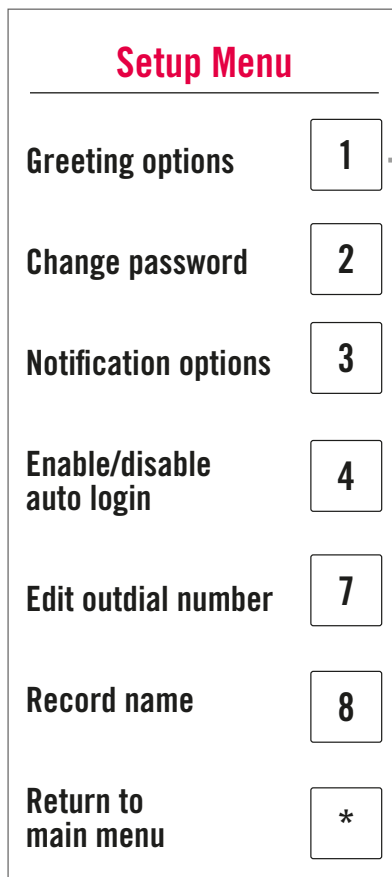 Setup Menu
Greeting options 1
Change password 2
Notification options 3
Enable/disable
auto login 4
Edit outdial number 7
Record name 8
Return to
main menu *